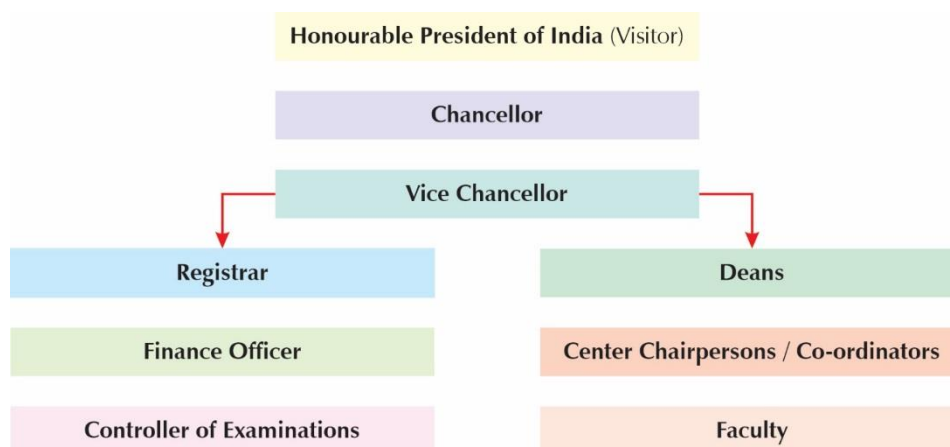 Honourable President of India (Visitor)
Chancellor
Vice Chancellor
Registrar
Deans
Finance Officer
Center Chairpersons / Co-ordinators
Controller of Examinations
Faculty